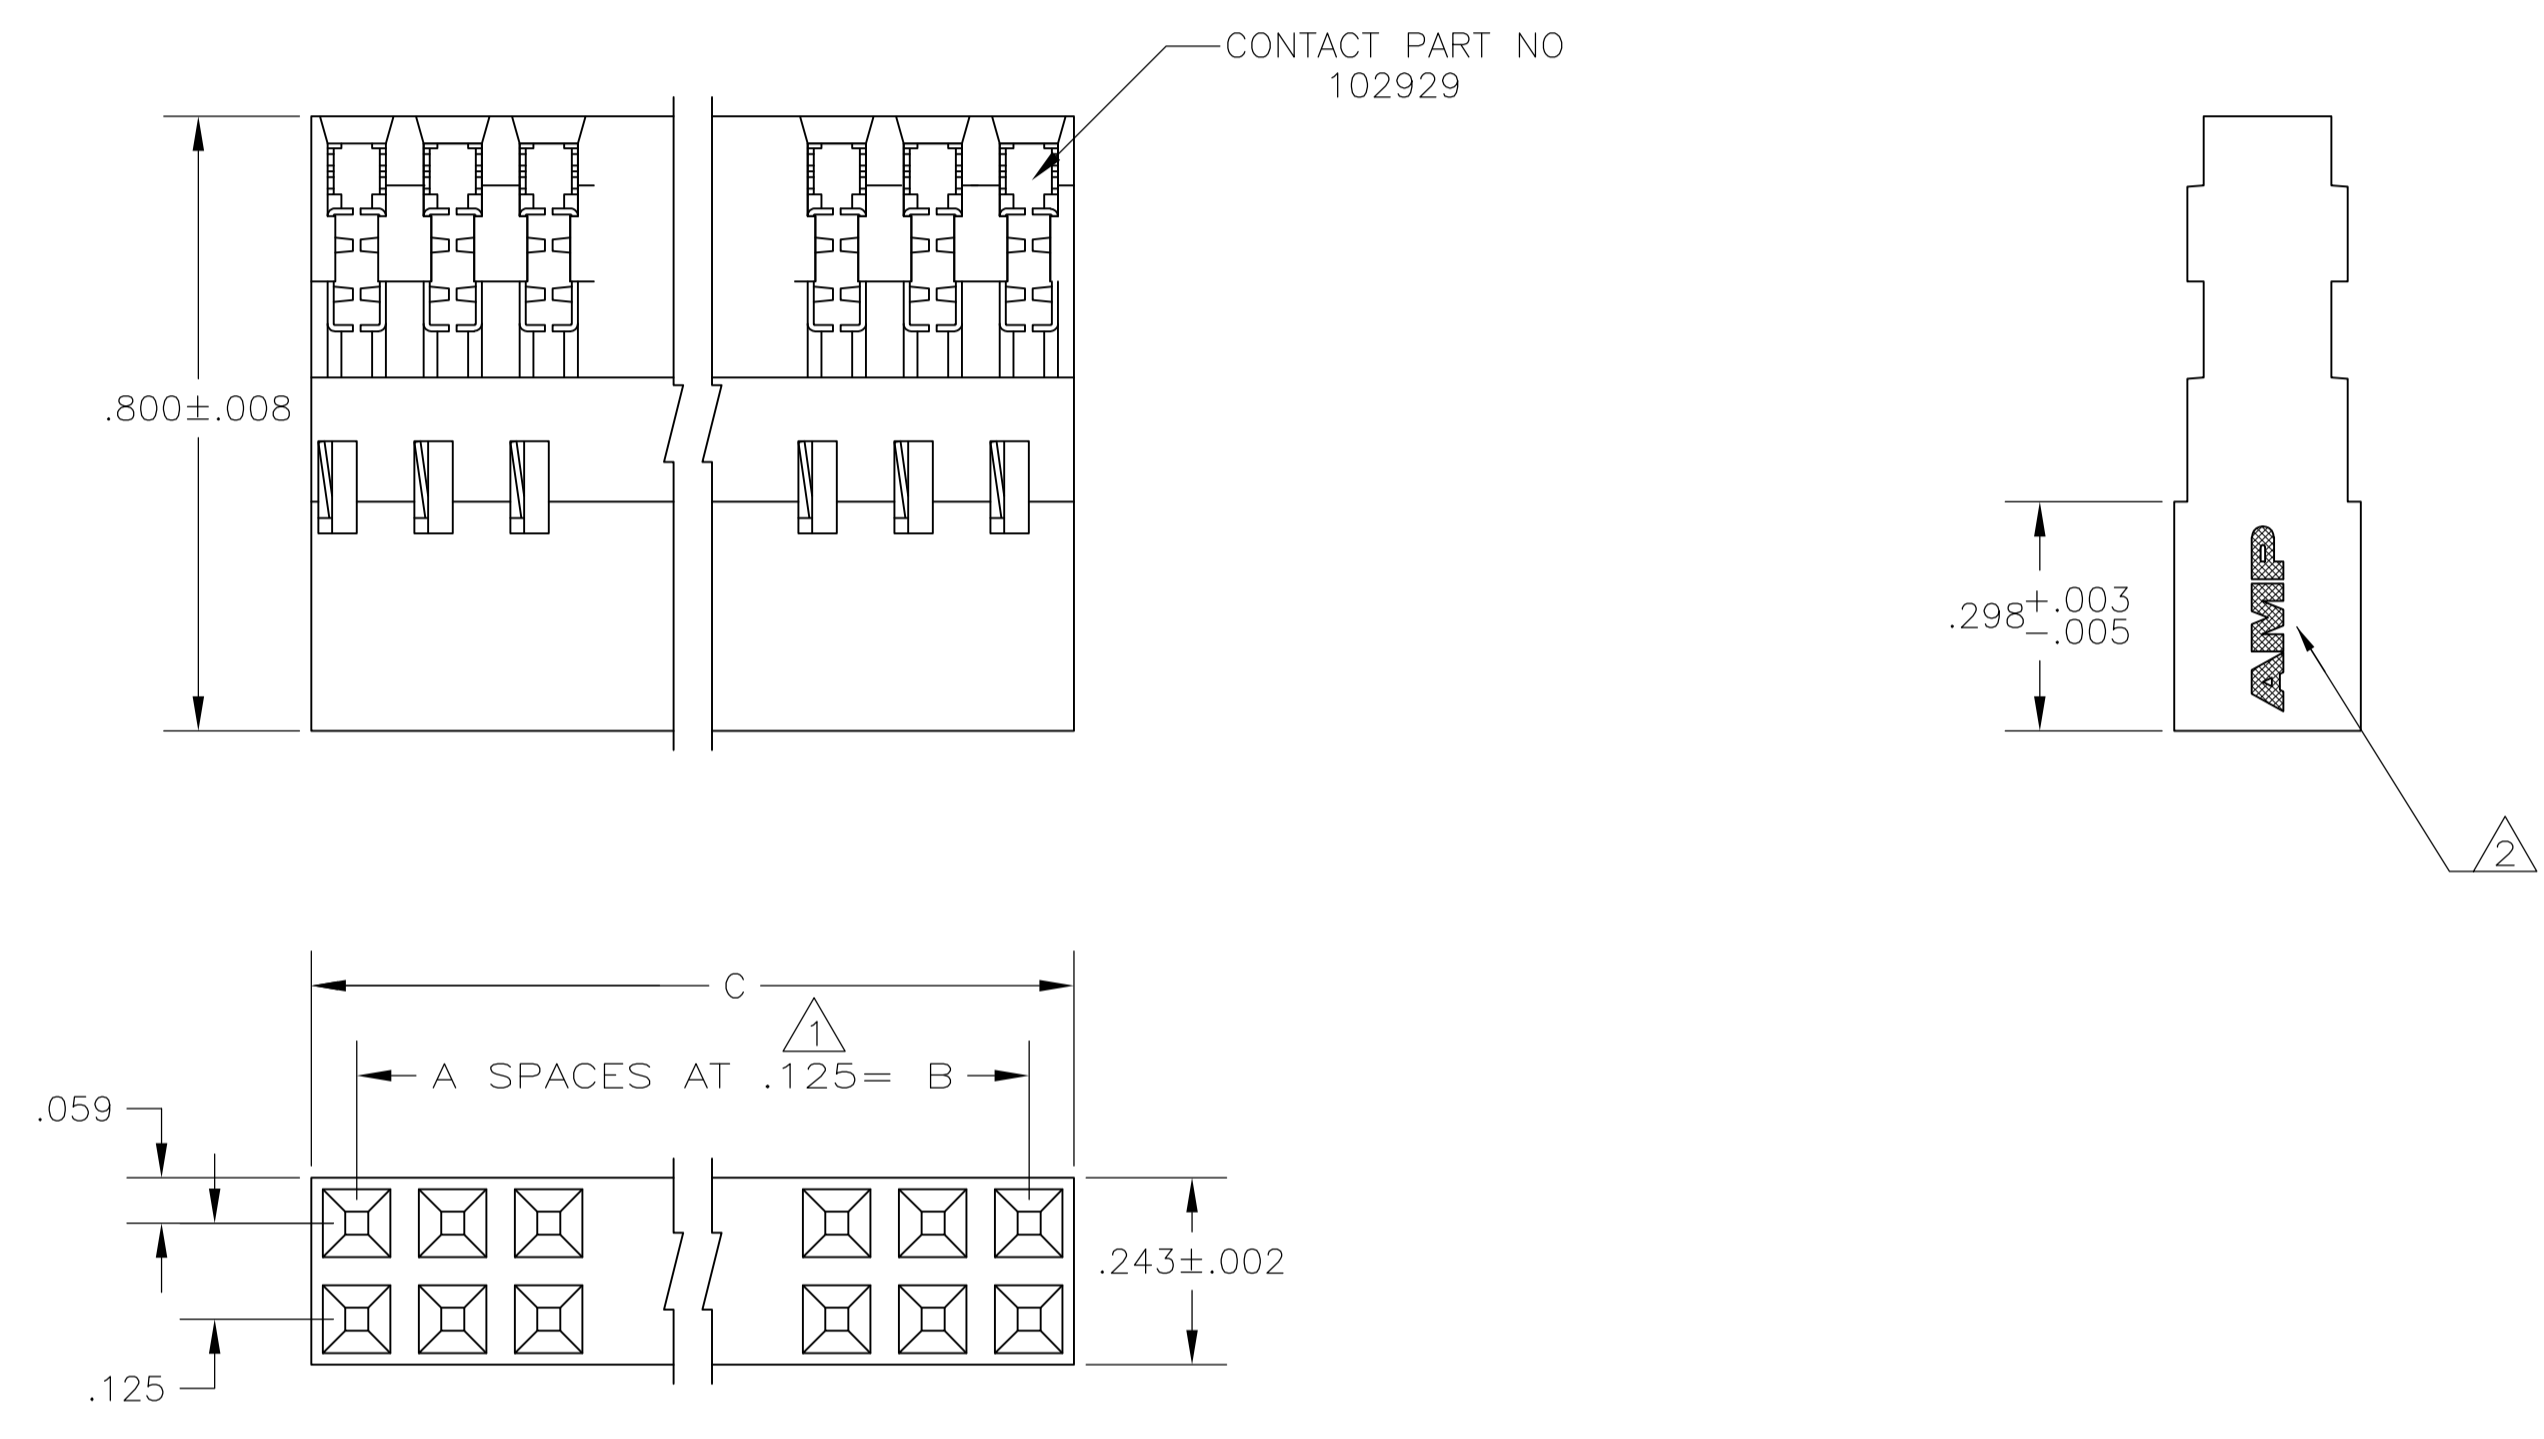 CONTACT PART NO
102929
.800±.008
.298+.003
-.005
AMP
2
C
1
A SPACES AT .125= B
.059
.243±.002
.125